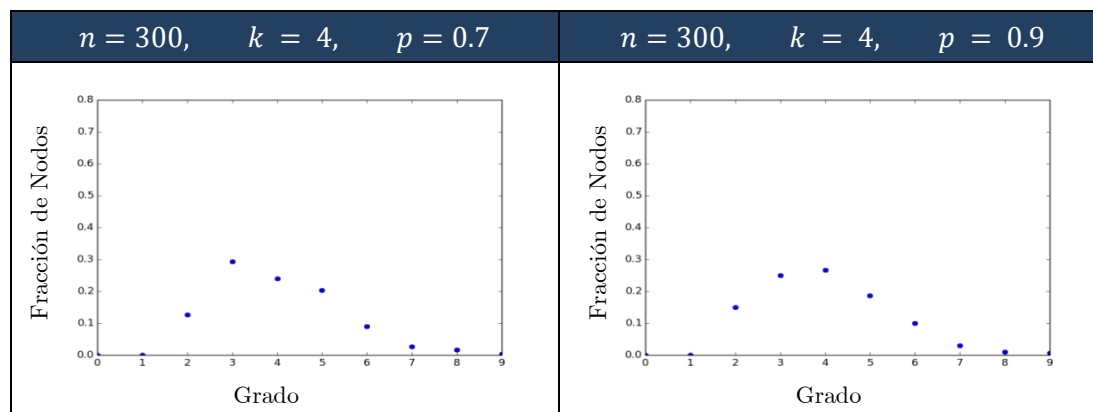 n = 300, k = 4, p = 0.7
n = 300, k = 4, p = 0.9
0.8
0.7
0.6
0.5
0.4
0.3
0.2
0.1
0.0
0 1 2 3 4 5 6 7 8 9
Fracción de Nodos
Grado
0.8
0.7
0.6
0.5
0.4
0.3
0.2
0.1
0.0
0 1 2 3 4 5 6 7 8 9
Fracción de Nodos
Grado